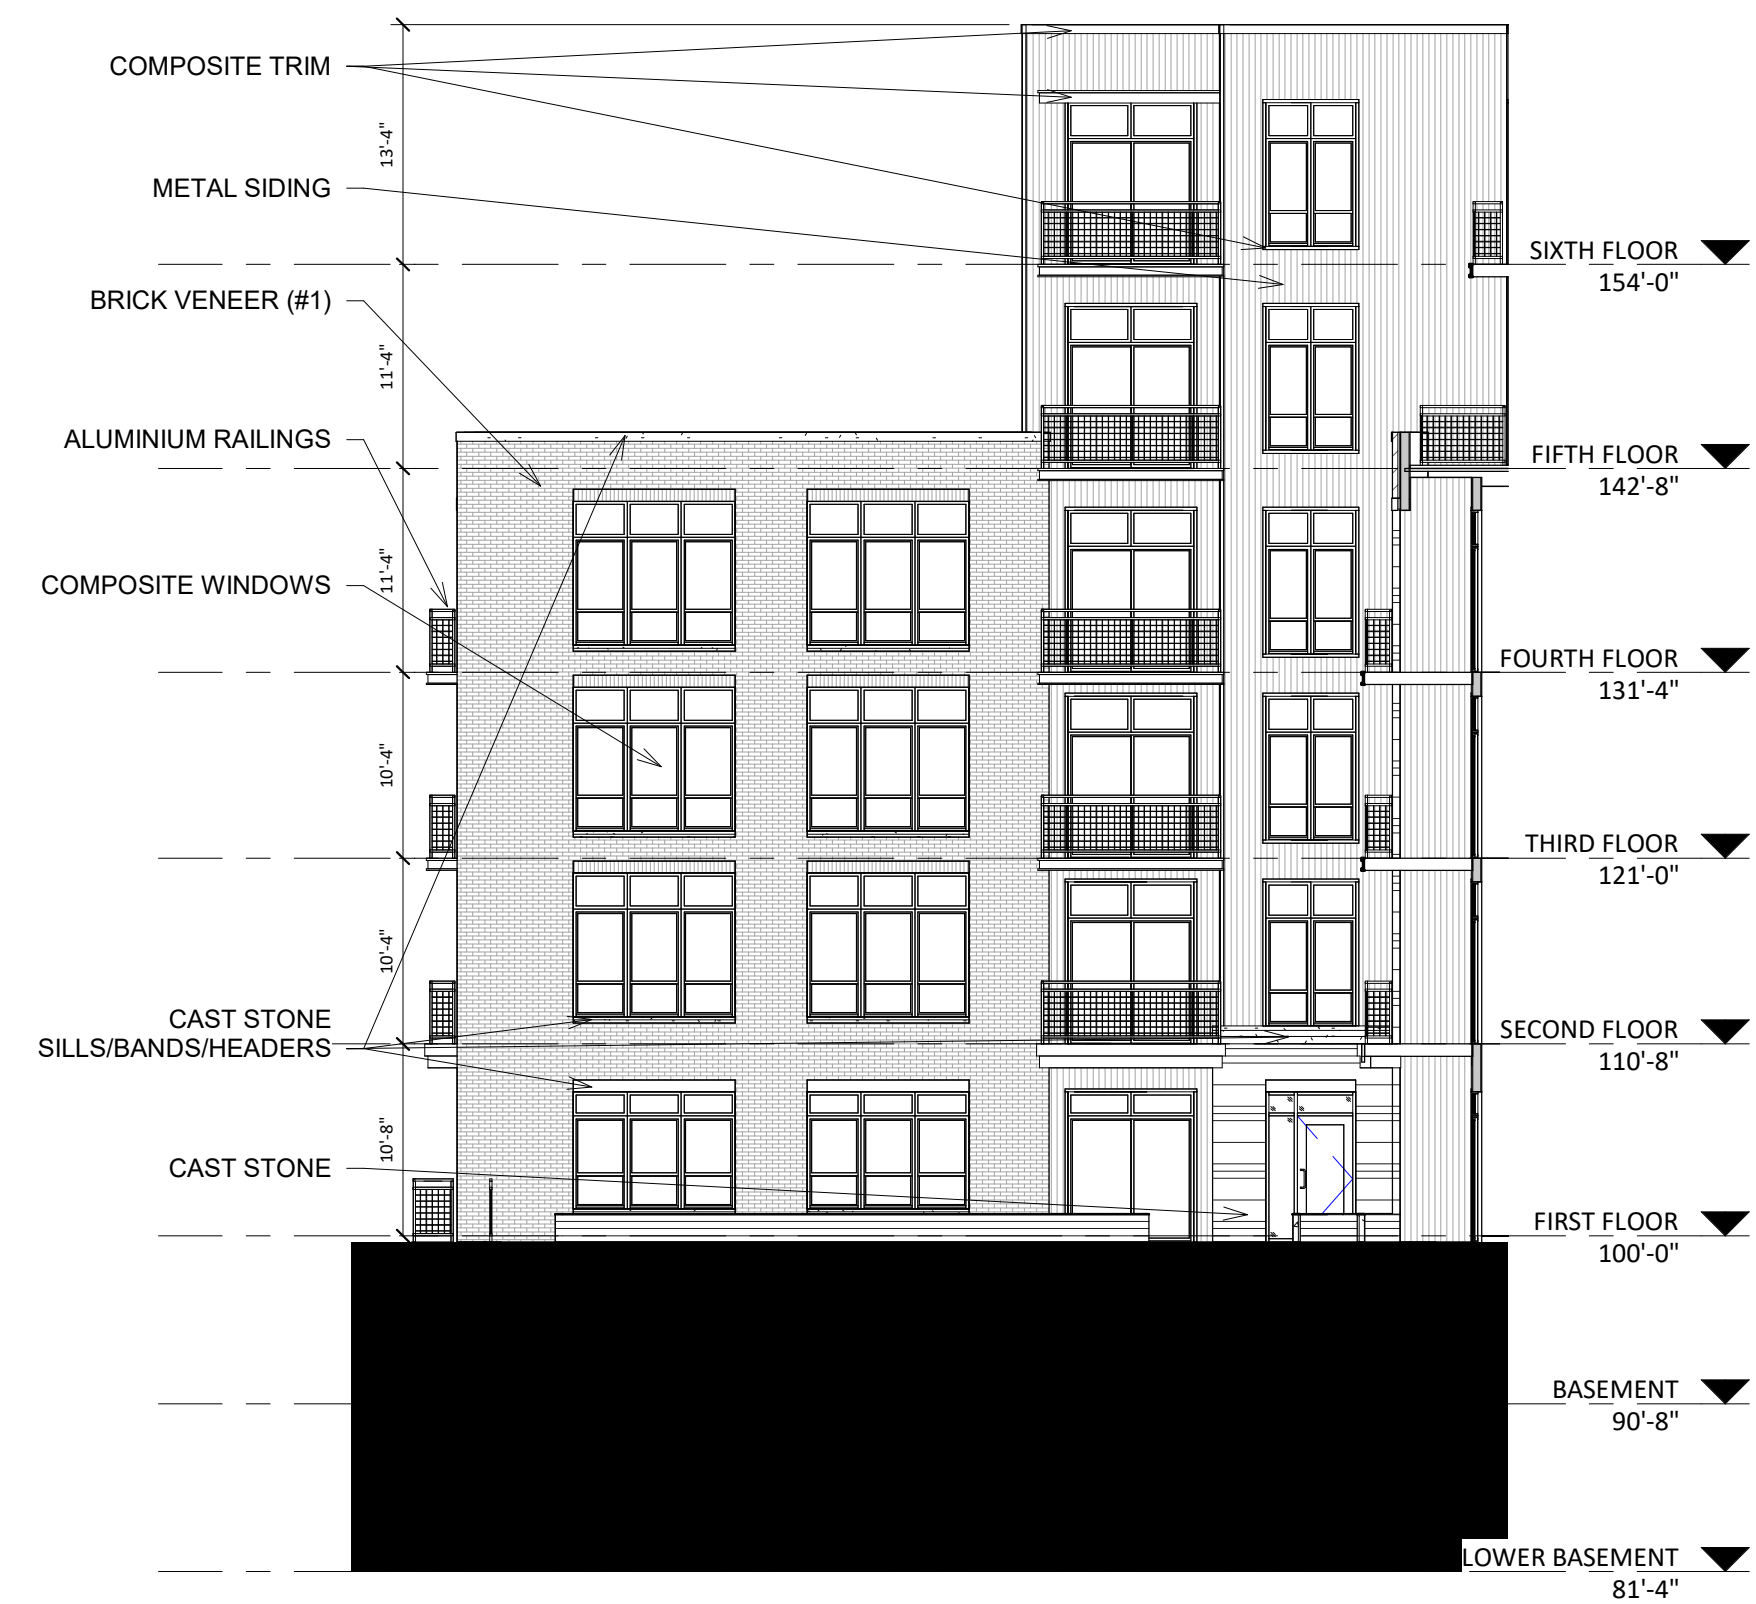 COMPOSITE TRIM
13'-4"
METAL SIDING
SIXTH FLOOR
154'-0"
BRICK VENEER (#1)
11'-4"
ALUMINIUM RAILINGS
FIFTH FLOOR
142'-8"
11'-4"
COMPOSITE WINDOWS
FOURTH FLOOR
131'-4"
10'-4"
THIRD FLOOR
121'-0"
10'-4"
CAST STONE
SILLS/BANDS/HEADERS
SECOND FLOOR
110'-8"
10'-8"
CAST STONE
FIRST FLOOR
100'-0"
BASEMENT
90'-8"
LOWER BASEMENT
81'-4"